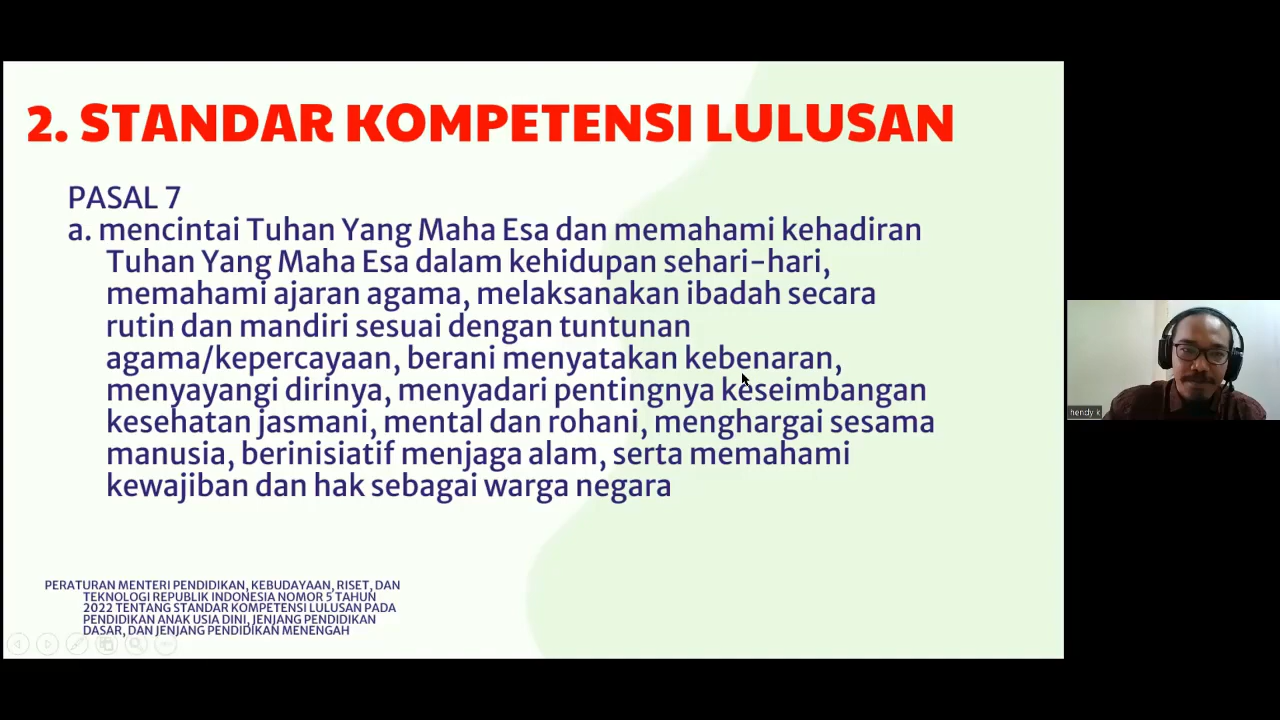 2. STANDAR KOMPETENSI LULUSAN
PASAL 7
a. mencintai Tuhan Yang Maha Esa dan memahami kehadiran
Tuhan Yang Maha Esa dalam kehidupan sehari-hari,
memahami ajaran agama, melaksanakan ibadah secara
rutin dan mandiri sesuai dengan tuntunan
agama/kepercayaan, berani menyatakan kebenaran,
menyayangi dirinya, menyadari pentingnya keseimbangan
kesehatan jasmani, mental dan rohani, menghargai sesama
manusia, berinisiatif menjaga alam, serta memahami
kewajiban dan hak sebagai warga negara
PERATURAN MENTERI PENDIDIKAN, KEBUDAYAAN, RISET, DAN
TEKNOLOGI REPUBLIK INDONESIA NOMOR 5 TAHUN
2022 TENTANG STANDAR KOMPETENSI LULUSAN PADA
PENDIDIKAN ANAK USIA DINI, JENJANG PENDIDIKAN
DASAR, DAN JENJANG PENDIDIKAN MENENGAH
hendy k